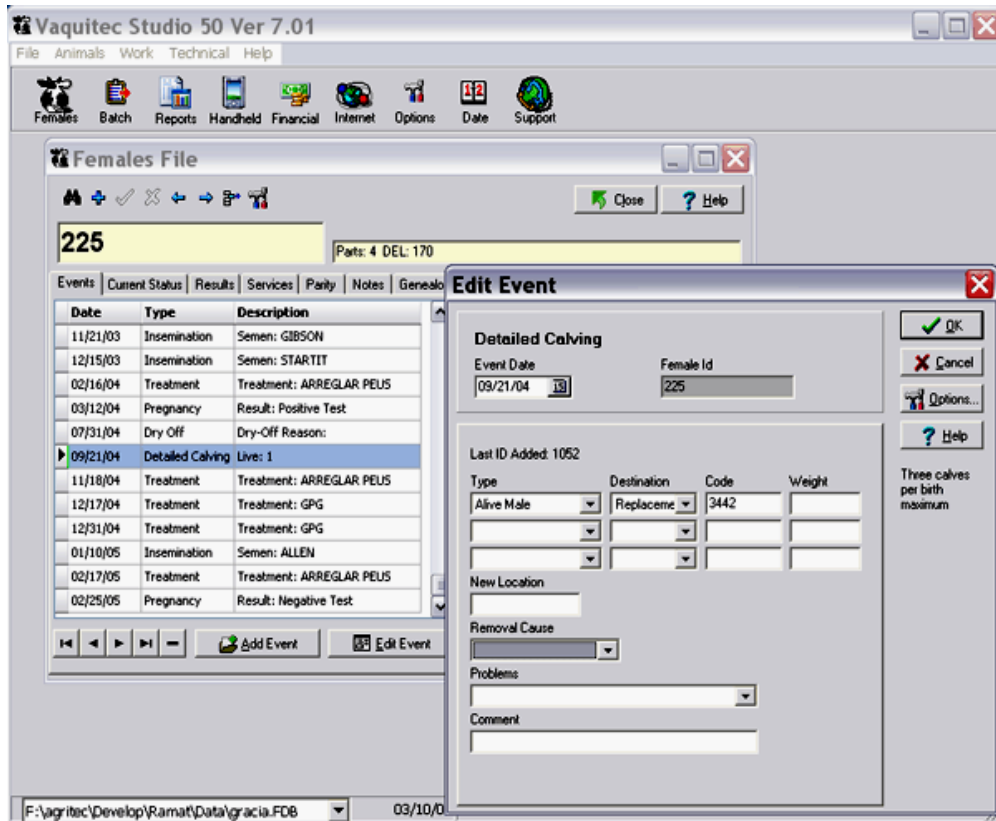 Vaquitec Studio 50 Ver 7.01
File Animals Work Technical Help
Females Batch Reports Handheld Financial Internet Options Date Support
Females File
Close ? Help
225
Parts: 4 DEL: 170
Events Current Status Results Services Parity Notes Genealo
Date Type Description
11/21/03 Insemination Semen: GIBSON
12/15/03 Insemination Semen: STARTIT
02/16/04 Treatment Treatment: ARREGLAR PEUS
03/12/04 Pregnancy Result: Positive Test
07/31/04 Dry Off Dry-Off Reason:
09/21/04 Detailed Calving Live: 1
11/18/04 Treatment Treatment: ARREGLAR PEUS
12/17/04 Treatment Treatment: GPG
12/31/04 Treatment Treatment: GPG
01/10/05 Insemination Semen: ALLEN
02/17/05 Treatment Treatment: ARREGLAR PEUS
02/25/05 Pregnancy Result: Negative Test
Add Event Edit Event
Edit Event
Detailed Calving
Event Date Female Id
09/21/04 225
OK
Cancel
Options...
? Help
Three calves
per birth
maximum
Last ID Added: 1052
Type Destination Code Weight
Alive Male Replaceme 3442
New Location
Removal Cause
Problems
Comment
F:\agritec\Develop\Ramat\Data\gracia.FDB 03/10/0